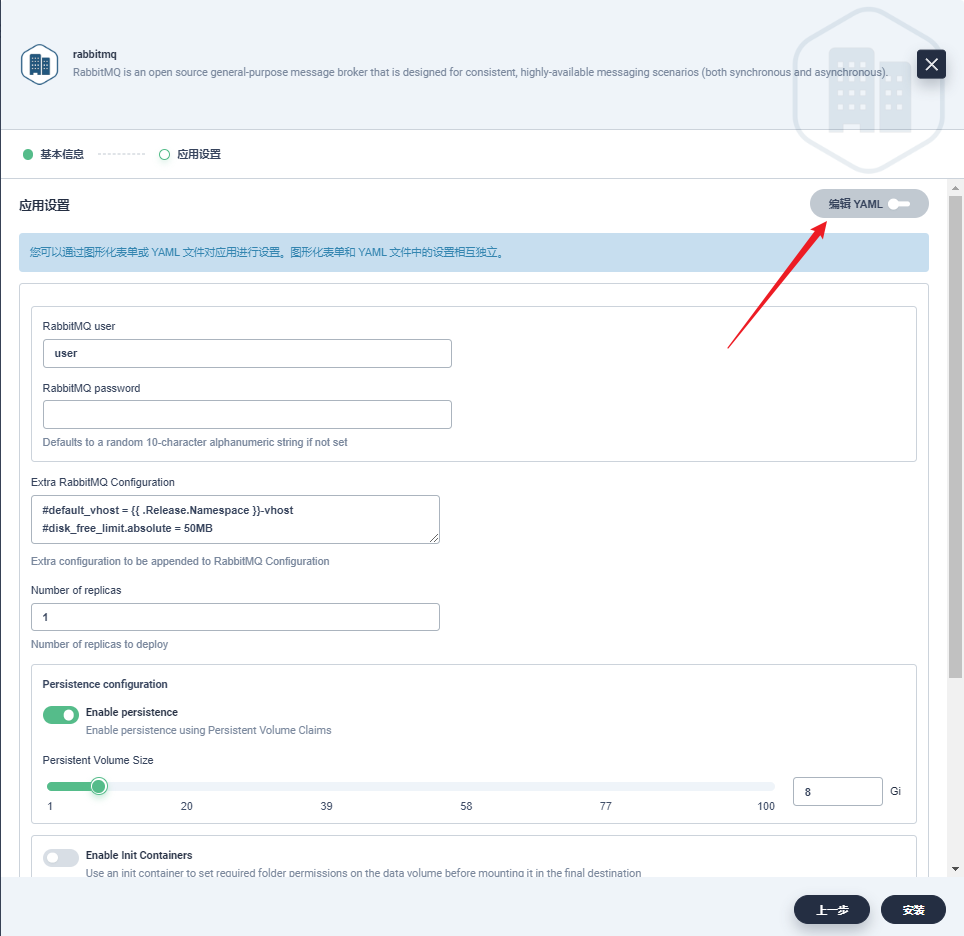 rabbitmq
RabbitMQ is an open source general-purpose message broker that is designed for consistent, highly-available messaging scenarios (both synchronous and asynchronous).
基本信息
应用设置
应用设置
编辑 YAML
您可以通过图形化表单或 YAML 文件对应用进行设置。图形化表单和 YAML 文件中的设置相互独立。
RabbitMQ user
user
RabbitMQ password
Defaults to a random 10-character alphanumeric string if not set
Extra RabbitMQ Configuration
#default_vhost = {{ .Release.Namespace }}-vhost
#disk_free_limit.absolute = 50MB
Extra configuration to be appended to RabbitMQ Configuration
Number of replicas
1
Number of replicas to deploy
Persistence configuration
Enable persistence
Enable persistence using Persistent Volume Claims
Persistent Volume Size
1 20 39 58 77 100
8 Gi
Enable Init Containers
Use an init container to set required folder permissions on the data volume before mounting it in the final destination
上一步
安装